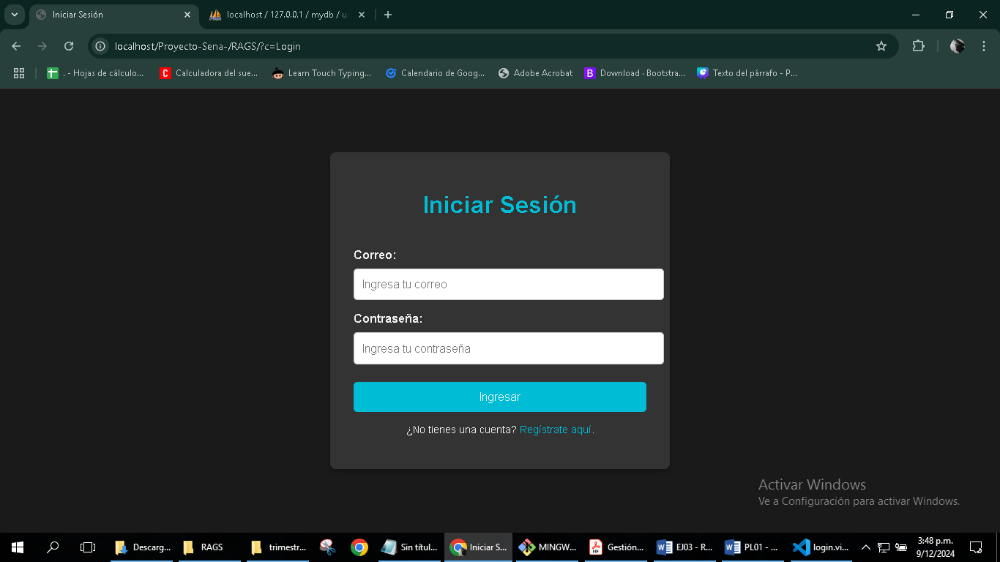 Iniciar Sesión
localhost / 127.0.0.1 / mydb / us
localhost/Proyecto-Sena-/RAGS/?c=Login
. - Hojas de cálculo...
Calculadora del sue...
Learn Touch Typing...
Calendario de Goog...
Adobe Acrobat
Download · Bootstra...
Texto del párrafo - P...
Iniciar Sesión
Correo:
Ingresa tu correo
Contraseña:
Ingresa tu contraseña
Ingresar
¿No tienes una cuenta? Regístrate aquí.
Activar Windows
Ve a Configuración para activar Windows.
Descarg...
RAGS
trimestr...
Sin títul...
Iniciar S...
MINGW...
Gestión...
EJ03 - R...
PL01 - ...
login.vi...
3:48 p.m.
9/12/2024